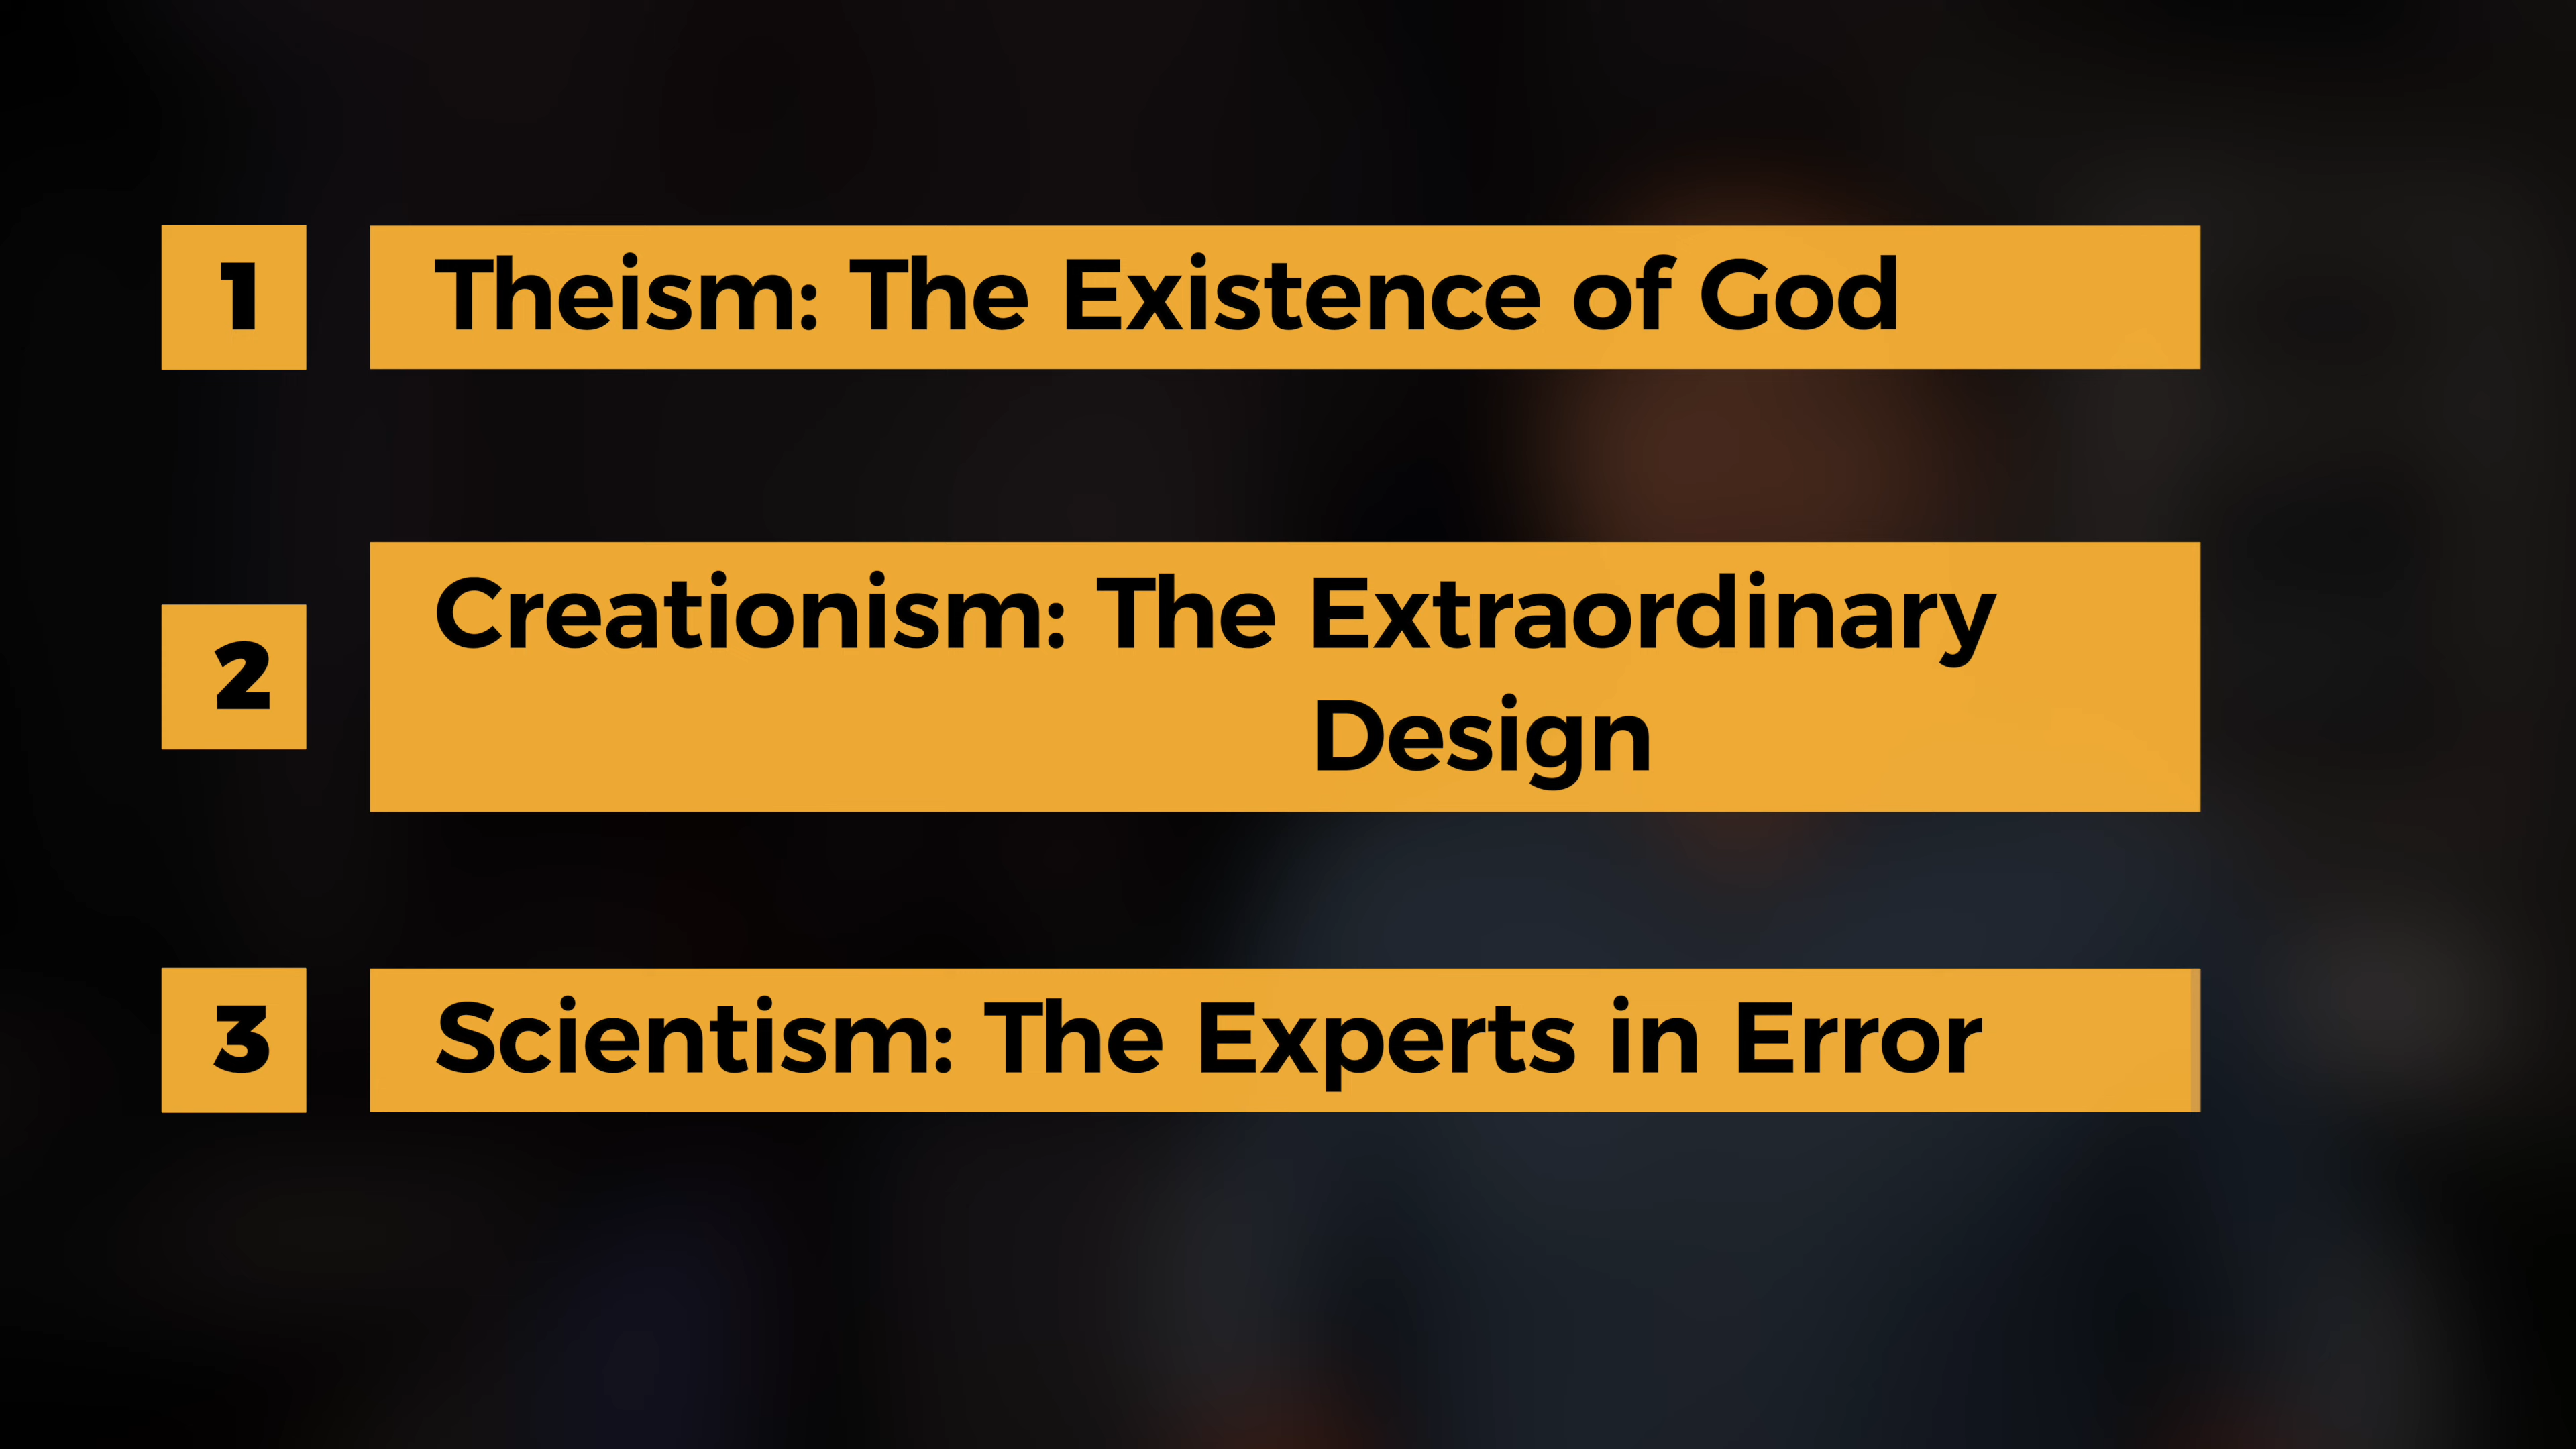 1 Theism: The Existence of God
2 Creationism: The Extraordinary
Design
3 Scientism: The Experts in Error